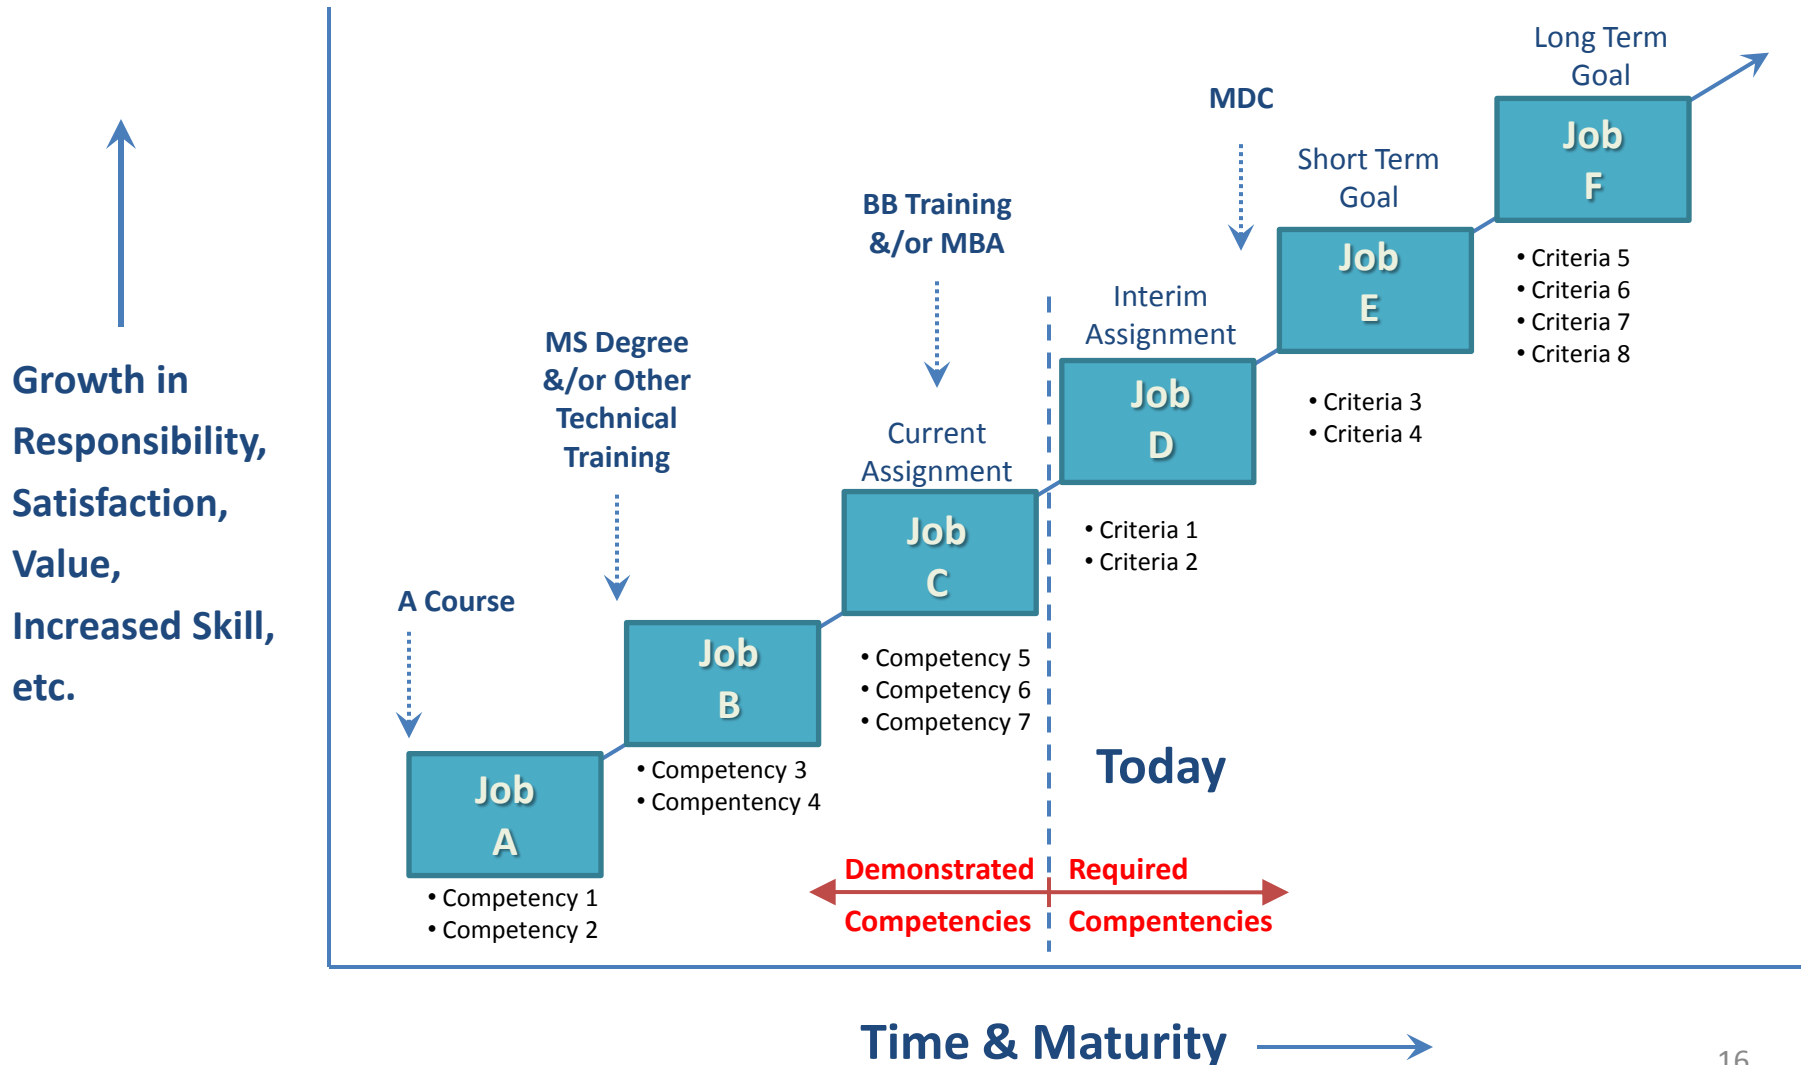 Long Term
Goal
Job
F
MDC
Short Term
Goal
Job
E
• Criteria 5
• Criteria 6
• Criteria 7
• Criteria 8
BB Training
&/or MBA
Interim
Assignment
Job
D
• Criteria 3
• Criteria 4
MS Degree
&/or Other
Technical
Training
Current
Assignment
Job
C
• Criteria 1
• Criteria 2
Growth in
Responsibility,
Satisfaction,
Value,
Increased Skill,
etc.
A Course
Job
B
• Competency 5
• Competency 6
• Competency 7
Job
A
• Competency 3
• Compentency 4
Today
• Competency 1
• Competency 2
Demonstrated
Competencies
Required
Compentencies
Time & Maturity
16